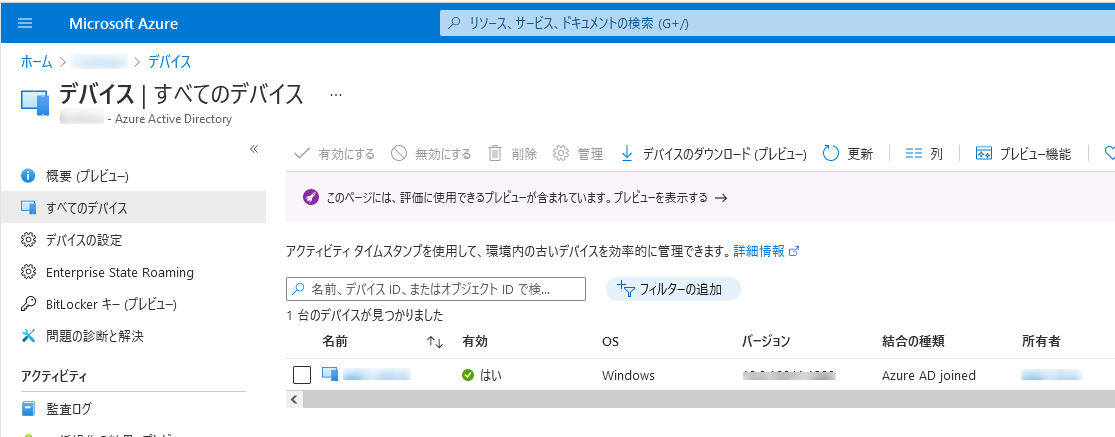 Microsoft Azure
リソース、サービス、ドキュメントの検索 (G+/)
ホーム > > デバイス
デバイス | すべてのデバイス ...
- Azure Active Directory
«
有効にする 無効にする 削除 管理 デバイスのダウンロード (プレビュー) 更新 列 プレビュー機能
概要 (プレビュー)
すべてのデバイス
デバイスの設定
Enterprise State Roaming
BitLocker キー (プレビュー)
問題の診断と解決
アクティビティ
監査ログ
このページには、評価に使用できるプレビューが含まれています。プレビューを表示する →
アクティビティ タイムスタンプを使用して、環境内の古いデバイスを効率的に管理できます。詳細情報
名前、デバイス ID、またはオブジェクト ID で検...
フィルターの追加
1 台のデバイスが見つかりました
名前 ↑↓ 有効 OS バージョン 結合の種類 所有者
はい Windows Azure AD joined